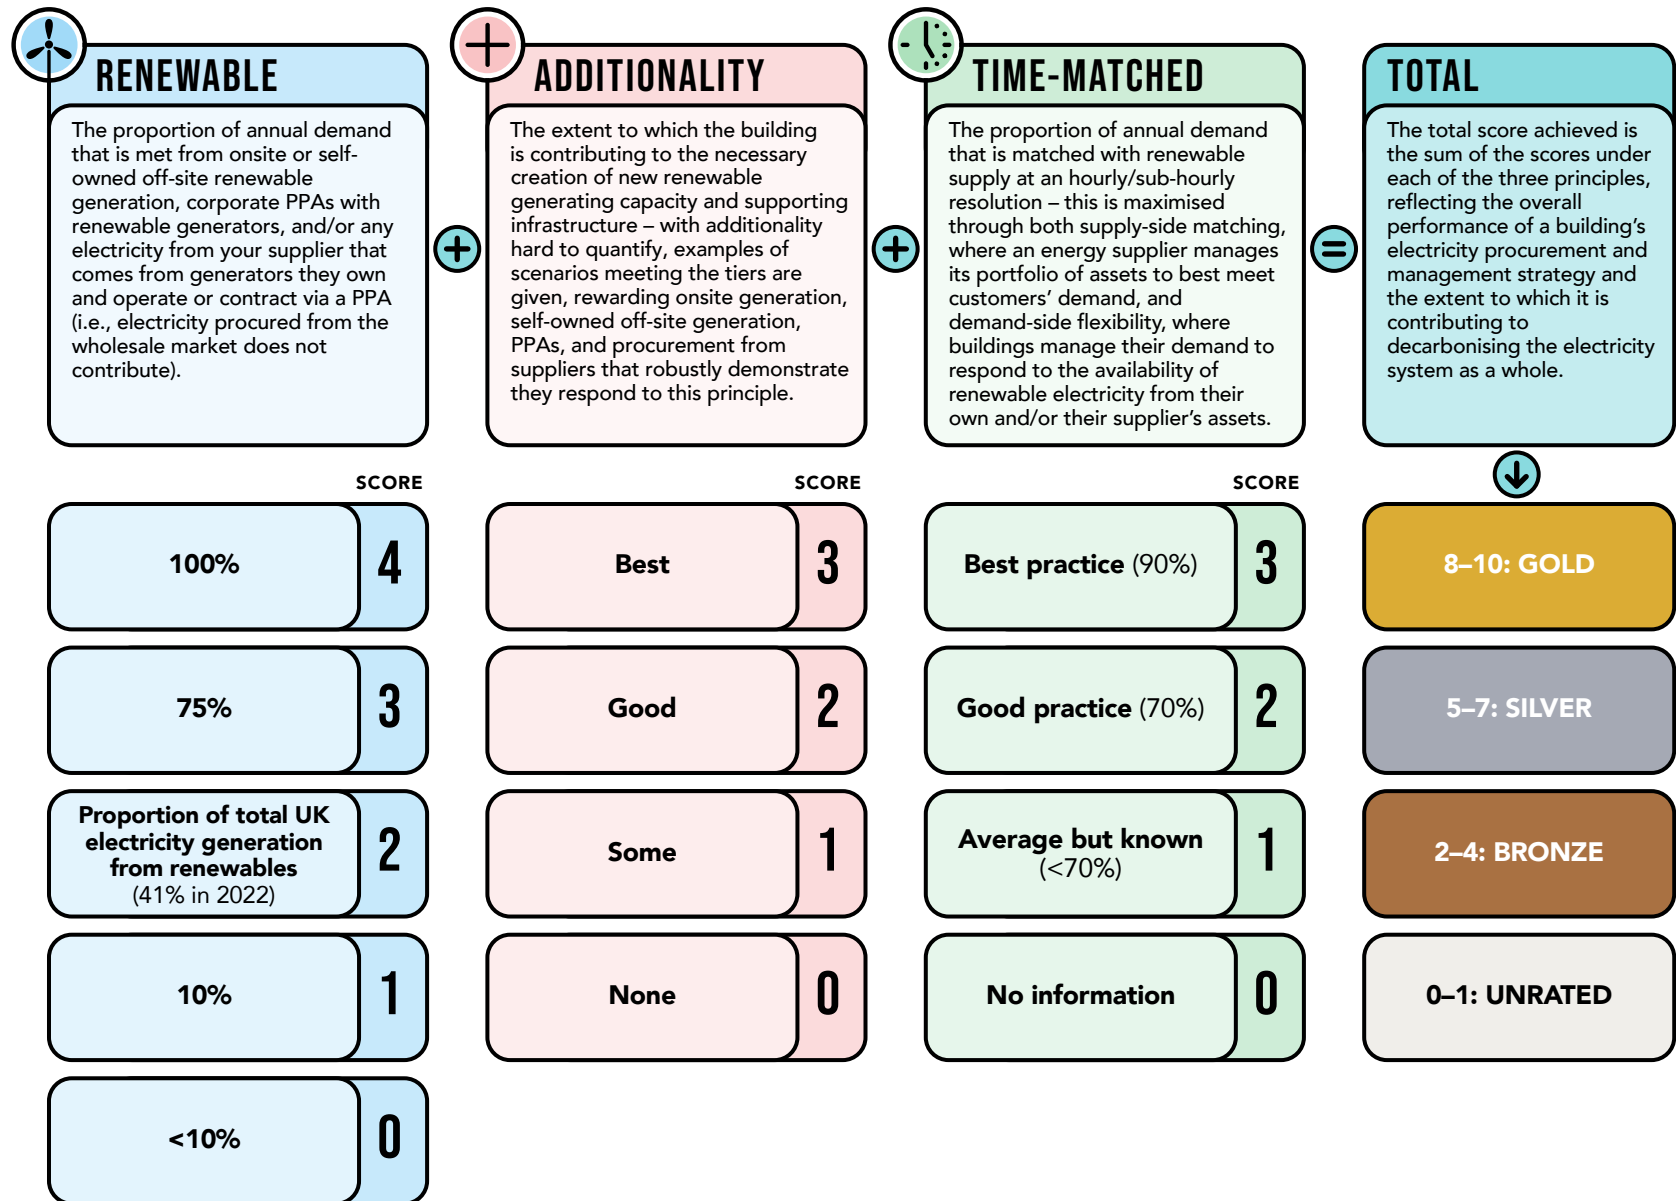 RENEWABLE
The proportion of annual demand
that is met from onsite or self-
owned off-site renewable
generation, corporate PPAs with
renewable generators, and/or any
electricity from your supplier that
comes from generators they own
and operate or contract via a PPA
(i.e., electricity procured from the
wholesale market does not
contribute).
ADDITIONALITY
The extent to which the building
is contributing to the necessary
creation of new renewable
generating capacity and supporting
infrastructure – with additionality
hard to quantify, examples of
scenarios meeting the tiers are
given, rewarding onsite generation,
self-owned off-site generation,
PPAs, and procurement from
suppliers that robustly demonstrate
they respond to this principle.
TIME-MATCHED
The proportion of annual demand
that is matched with renewable
supply at an hourly/sub-hourly
resolution – this is maximised
through both supply-side matching,
where an energy supplier manages
its portfolio of assets to best meet
customers’ demand, and
demand-side flexibility, where
buildings manage their demand to
respond to the availability of
renewable electricity from their
own and/or their supplier’s assets.
TOTAL
The total score achieved is
the sum of the scores under
each of the three principles,
reflecting the overall
performance of a building’s
electricity procurement and
management strategy and
the extent to which it is
contributing to
decarbonising the electricity
system as a whole.
SCORE
100% 4
75% 3
Proportion of total UK
electricity generation
from renewables
(41% in 2022)
2
10% 1
<10% 0
SCORE
Best 3
Good 2
Some 1
None 0
SCORE
Best practice (90%) 3
Good practice (70%) 2
Average but known
(<70%)
1
No information 0
8–10: GOLD
5–7: SILVER
2–4: BRONZE
0–1: UNRATED